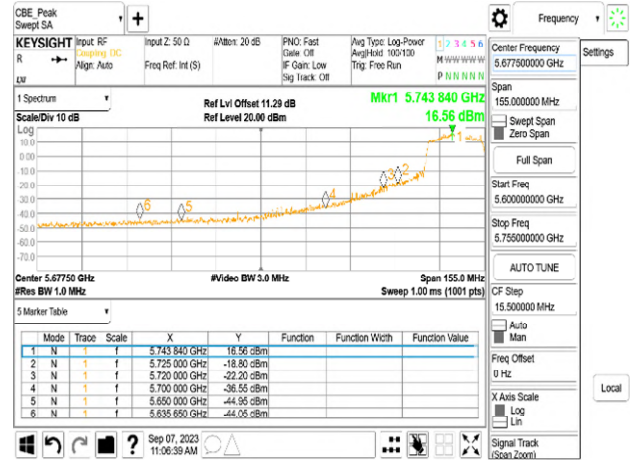 CBE_Peak
Swept SA
Frequency
KEYSIGHT
Input: RF
Coupling: DC
Align: Auto
Input Z: 50 Ω
Freq Ref: Int (S)
#Atten: 20 dB
PNO: Fast
Gate: Off
IF Gain: Low
Sig Track: Off
Avg Type: Log-Power
Avg|Hold: 100/100
Trig: Free Run
1 2 3 4 5 6
M W W W W W
P N N N N N
R
LXI
1 Spectrum
Scale/Div 10 dB
Ref Lvl Offset 11.29 dB
Ref Level 20.00 dBm
Mkr1 5.743 840 GHz
16.56 dBm
Log
10.0
0.00
-10.0
-20.0
-30.0
-40.0
-50.0
-60.0
-70.0
1
2
3
4
5
6
Center 5.67750 GHz
#Res BW 1.0 MHz
#Video BW 3.0 MHz
Span 155.0 MHz
Sweep 1.00 ms (1001 pts)
5 Marker Table
Mode Trace Scale X Y Function Function Width Function Value
1 N 1 f 5.743 840 GHz 16.56 dBm
2 N 1 f 5.725 000 GHz -18.80 dBm
3 N 1 f 5.720 000 GHz -22.20 dBm
4 N 1 f 5.700 000 GHz -36.55 dBm
5 N 1 f 5.650 000 GHz -44.95 dBm
6 N 1 f 5.635 650 GHz -44.05 dBm
Sep 07, 2023
11:06:39 AM
Center Frequency
5.677500000 GHz
Span
155.000000 MHz
Swept Span
Zero Span
Full Span
Start Freq
5.600000000 GHz
Stop Freq
5.755000000 GHz
AUTO TUNE
CF Step
15.500000 MHz
Auto
Man
Freq Offset
0 Hz
X Axis Scale
Log
Lin
Signal Track
(Span Zoom)
Settings
Local